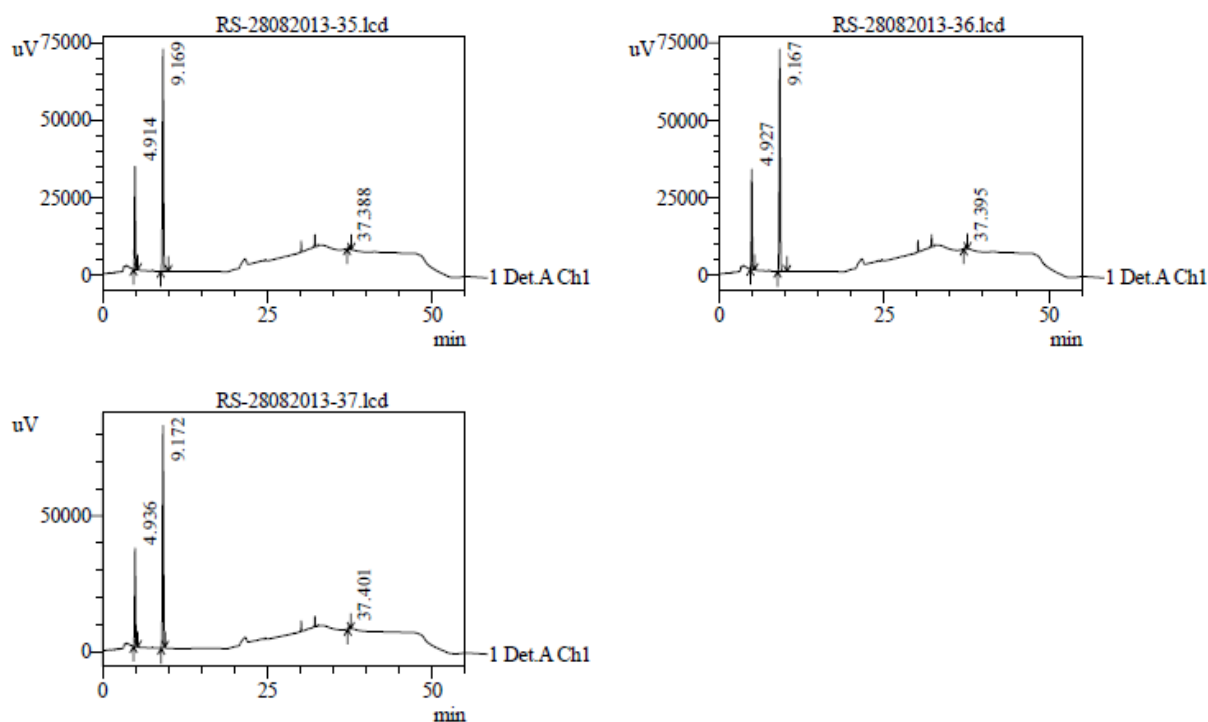 RS-28082013-35.lcd
uV
75000
50000
25000
0
4.914
9.169
37.388
1 Det.A Ch1
0 25 50
min
RS-28082013-36.lcd
uV
75000
50000
25000
0
4.927
9.167
37.395
1 Det.A Ch1
0 25 50
min
RS-28082013-37.lcd
uV
50000
0
4.936
9.172
37.401
1 Det.A Ch1
0 25 50
min